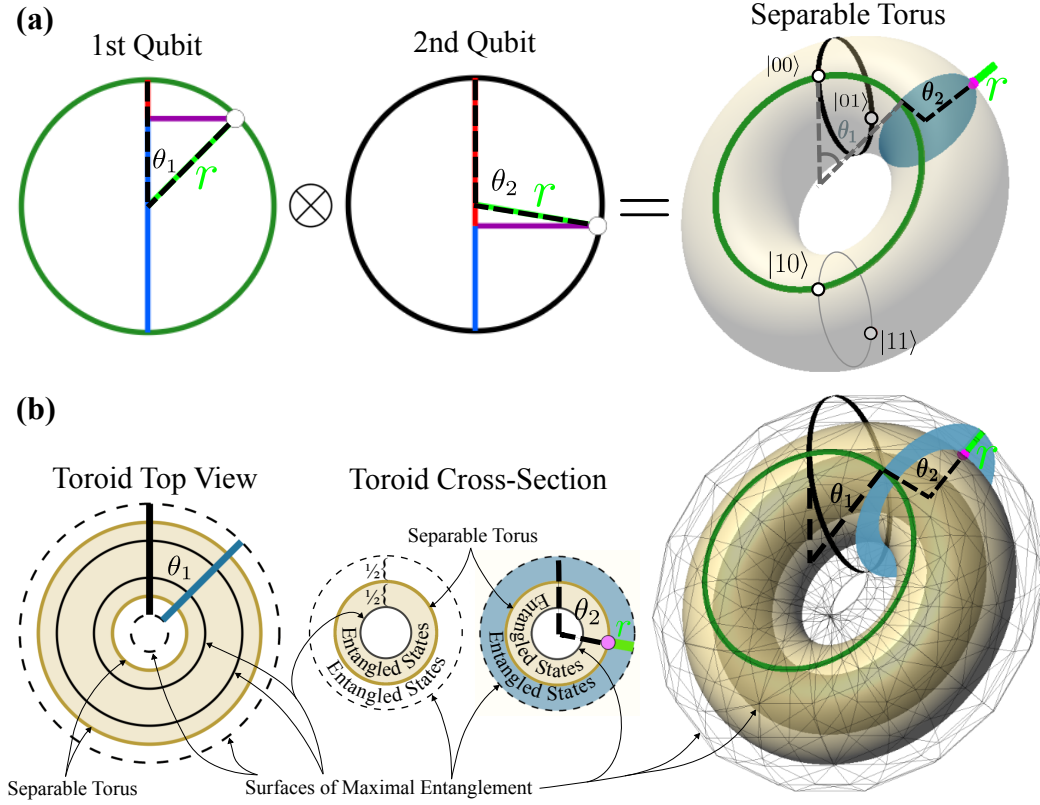 (a)
1st Qubit
2nd Qubit
Separable Torus
θ₁
r
⊗
θ₂
r
=
|00⟩
|01⟩
θ₁
θ₂
r
|10⟩
|11⟩
(b)
Toroid Top View
Toroid Cross-Section
θ₁
Separable Torus
½{
½{
Entangled States
Entangled States
Entangled States
Entangled States
θ₂
r
θ₁
θ₂
r
Separable Torus
Surfaces of Maximal Entanglement